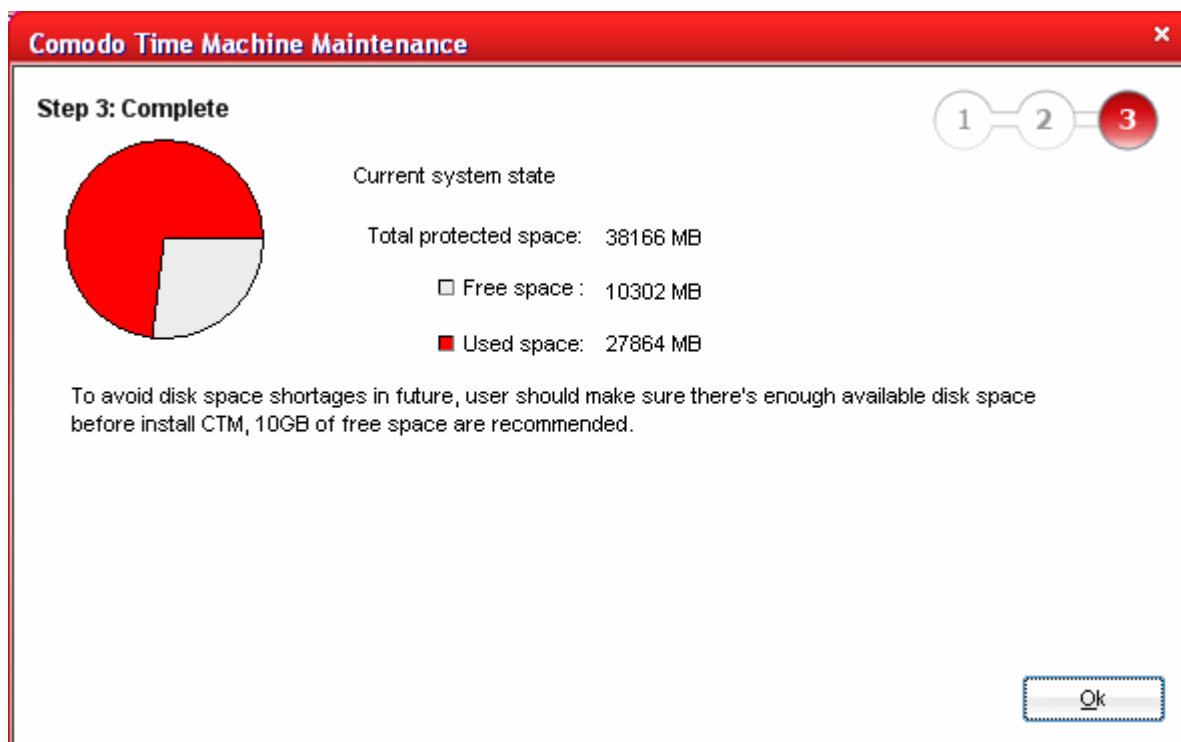 Comodo Time Machine Maintenance
Step 3: Complete
1 2 3
Current system state
Total protected space: 38166 MB
Free space : 10302 MB
Used space: 27864 MB
To avoid disk space shortages in future, user should make sure there's enough available disk space
before install CTM, 10GB of free space are recommended.
Ok